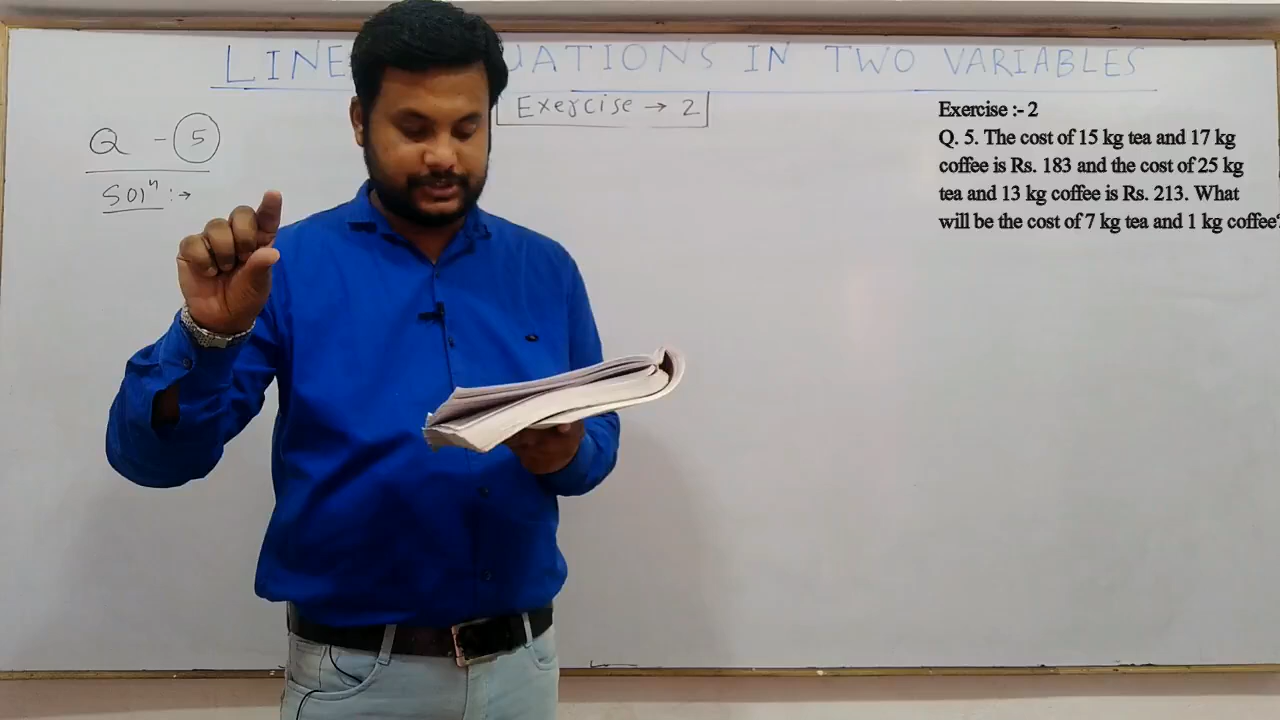 LINE UATIONS IN TWO VARIABLES
Exercise → 2
Q - 5
Solⁿ :→
Exercise :- 2
Q. 5. The cost of 15 kg tea and 17 kg
coffee is Rs. 183 and the cost of 25 kg
tea and 13 kg coffee is Rs. 213. What
will be the cost of 7 kg tea and 1 kg coffee?